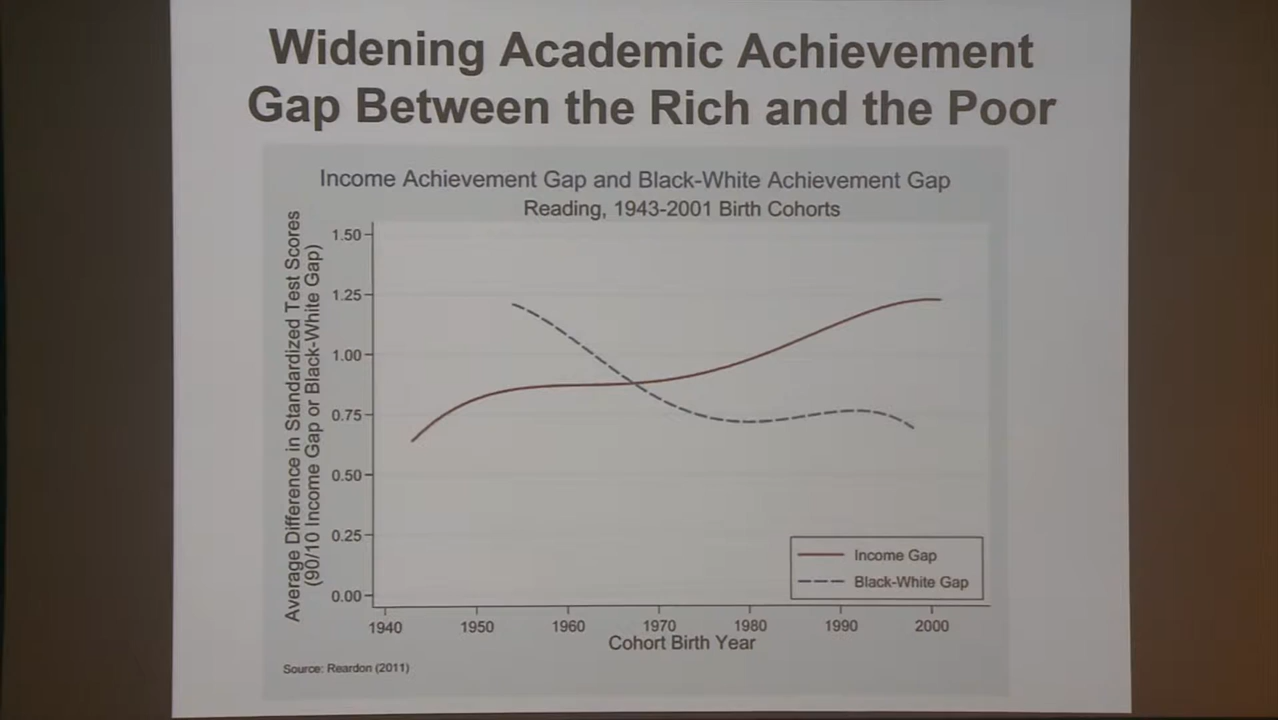 Widening Academic Achievement
Gap Between the Rich and the Poor
Income Achievement Gap and Black-White Achievement Gap
Reading, 1943-2001 Birth Cohorts
Average Difference in Standardized Test Scores
(90/10 Income Gap or Black-White Gap)
1.50
1.25
1.00
0.75
0.50
0.25
0.00
Income Gap
Black-White Gap
1940 1950 1960 1970 1980 1990 2000
Cohort Birth Year
Source: Reardon (2011)